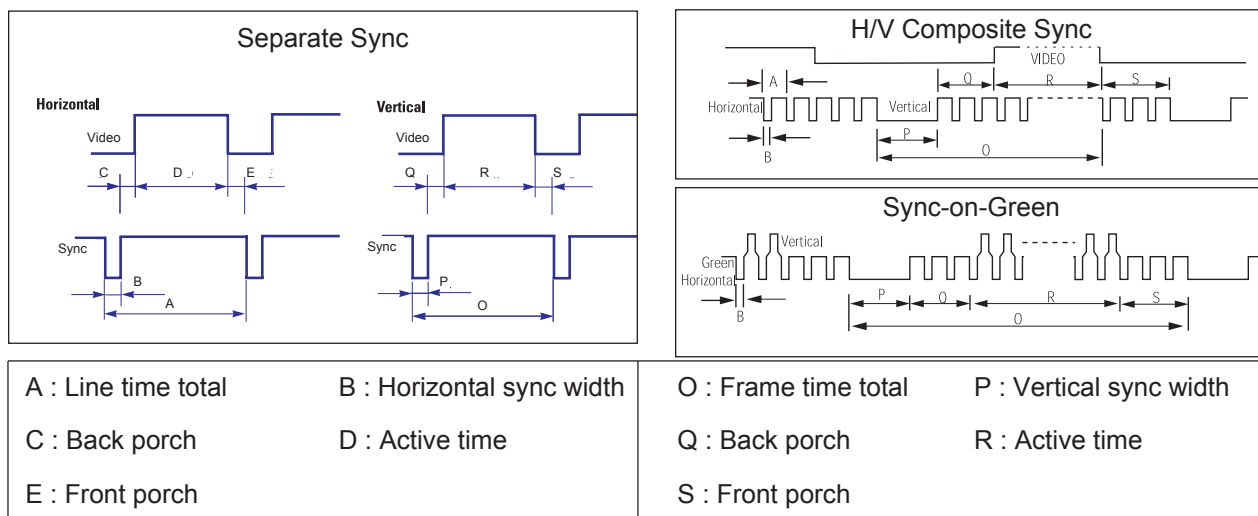 Separate Sync
Horizontal
Vertical
Video
Video
C D E
Q R S
Sync
Sync
B
P
A
O
H/V Composite Sync
VIDEO
A Q R S
Horizontal Vertical
P
B O
Sync-on-Green
Vertical
Green
Horizontal
P Q R S
B
O
A : Line time total B : Horizontal sync width
C : Back porch D : Active time
E : Front porch
O : Frame time total P : Vertical sync width
Q : Back porch R : Active time
S : Front porch